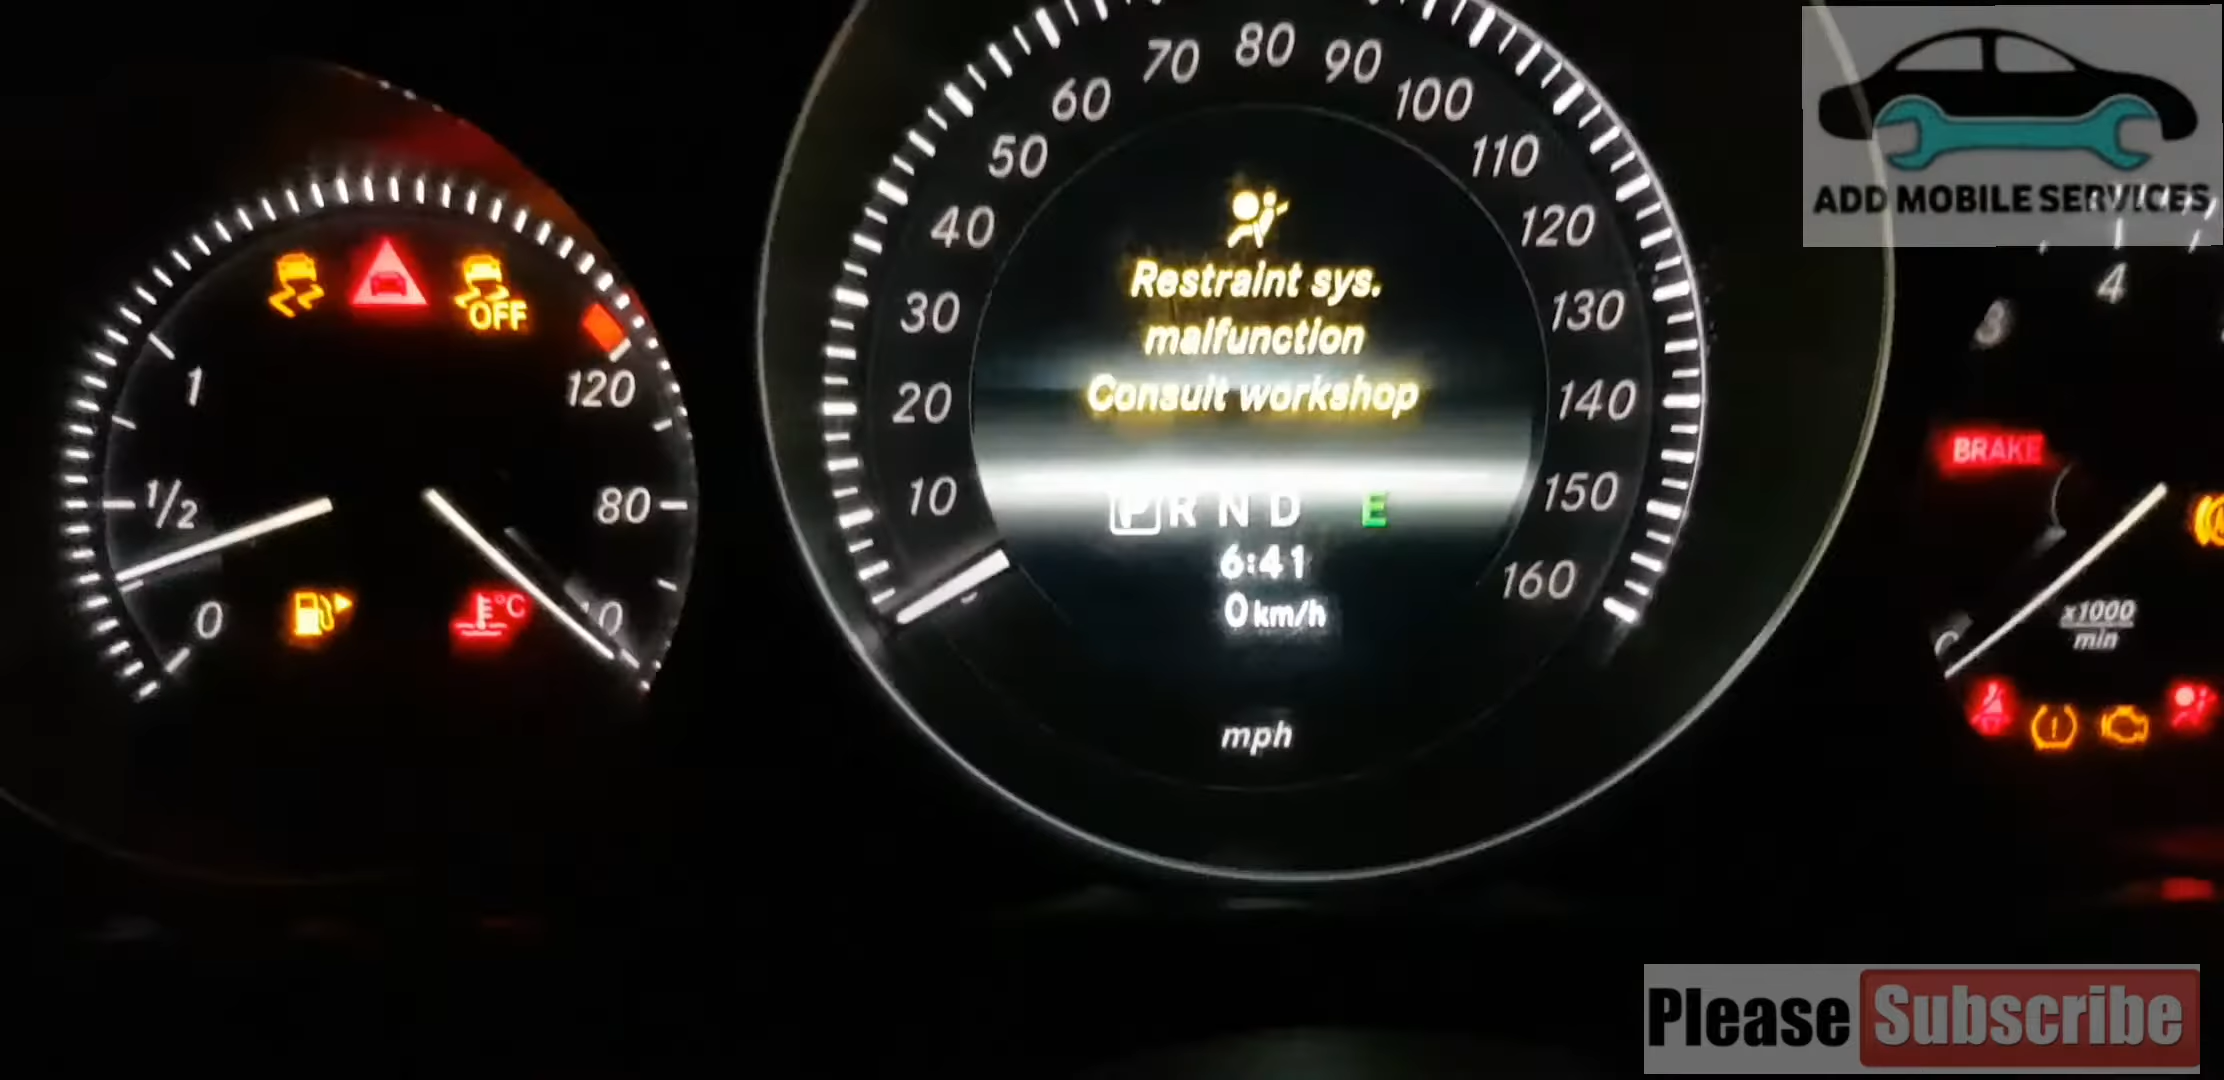 70 80 90
60 100
50 110
40 120
30 130
20 140
10 150
160
Restraint sys.
malfunction
Consult workshop
P R N D E
6:41
0 km/h
mph
OFF
1
1/2
0
120
80
°C
3
4
BRAKE
x1000
min
ADD MOBILE SERVICES
Please Subscribe